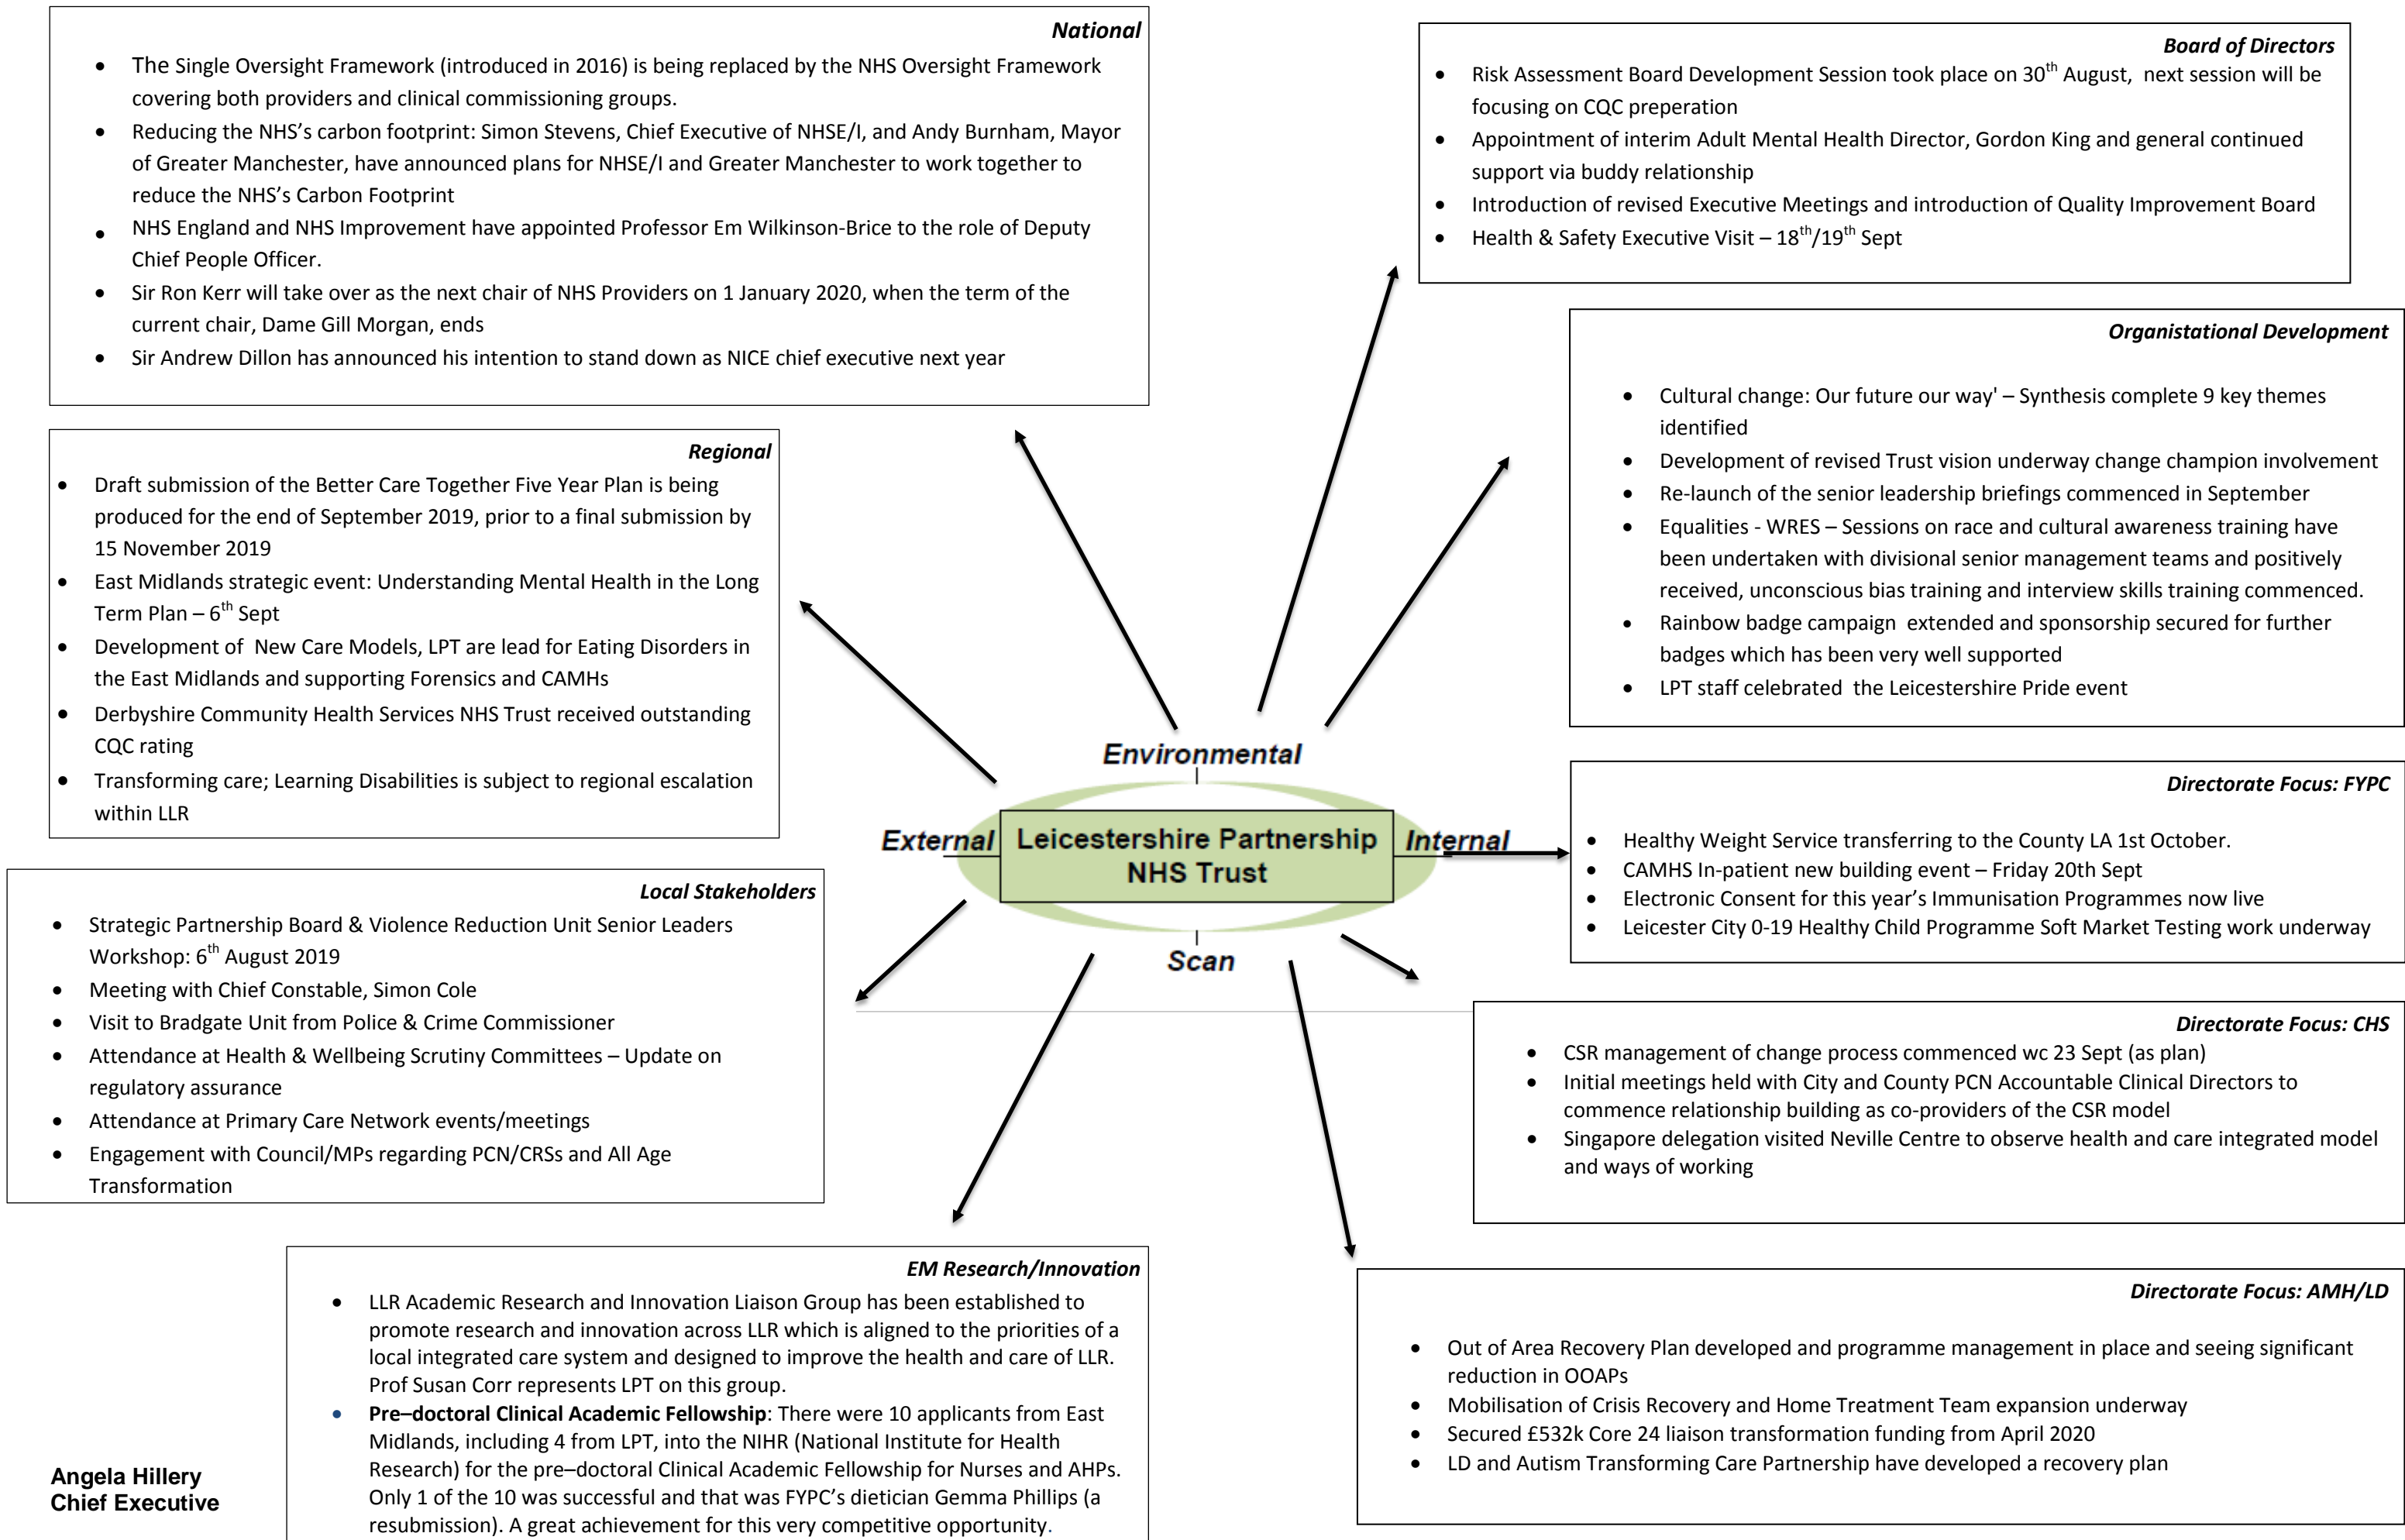 National
• The Single Oversight Framework (introduced in 2016) is being replaced by the NHS Oversight Framework
covering both providers and clinical commissioning groups.
• Reducing the NHS's carbon footprint: Simon Stevens, Chief Executive of NHSE/I, and Andy Burnham, Mayor
of Greater Manchester, have announced plans for NHSE/I and Greater Manchester to work together to
reduce the NHS's Carbon Footprint
• NHS England and NHS Improvement have appointed Professor Em Wilkinson-Brice to the role of Deputy
Chief People Officer.
• Sir Ron Kerr will take over as the next chair of NHS Providers on 1 January 2020, when the term of the
current chair, Dame Gill Morgan, ends
• Sir Andrew Dillon has announced his intention to stand down as NICE chief executive next year
Regional
• Draft submission of the Better Care Together Five Year Plan is being
produced for the end of September 2019, prior to a final submission by
15 November 2019
• East Midlands strategic event: Understanding Mental Health in the Long
Term Plan – 6th Sept
• Development of  New Care Models, LPT are lead for Eating Disorders in
the East Midlands and supporting Forensics and CAMHs
• Derbyshire Community Health Services NHS Trust received outstanding
CQC rating
• Transforming care; Learning Disabilities is subject to regional escalation
within LLR
Local Stakeholders
• Strategic Partnership Board & Violence Reduction Unit Senior Leaders
Workshop: 6th August 2019
• Meeting with Chief Constable, Simon Cole
• Visit to Bradgate Unit from Police & Crime Commissioner
• Attendance at Health & Wellbeing Scrutiny Committees – Update on
regulatory assurance
• Attendance at Primary Care Network events/meetings
• Engagement with Council/MPs regarding PCN/CRSs and All Age
Transformation
EM Research/Innovation
• LLR Academic Research and Innovation Liaison Group has been established to
promote research and innovation across LLR which is aligned to the priorities of a
local integrated care system and designed to improve the health and care of LLR.
Prof Susan Corr represents LPT on this group.
• Pre–doctoral Clinical Academic Fellowship: There were 10 applicants from East
Midlands, including 4 from LPT, into the NIHR (National Institute for Health
Research) for the pre–doctoral Clinical Academic Fellowship for Nurses and AHPs.
Only 1 of the 10 was successful and that was FYPC's dietician Gemma Phillips (a
resubmission). A great achievement for this very competitive opportunity.
Angela Hillery
Chief Executive
Environmental
External
Leicestershire Partnership
NHS Trust
Internal
Scan
Board of Directors
• Risk Assessment Board Development Session took place on 30th August,  next session will be
focusing on CQC preperation
• Appointment of interim Adult Mental Health Director, Gordon King and general continued
support via buddy relationship
• Introduction of revised Executive Meetings and introduction of Quality Improvement Board
• Health & Safety Executive Visit – 18th/19th Sept
Organistational Development
• Cultural change: Our future our way' – Synthesis complete 9 key themes
identified
• Development of revised Trust vision underway change champion involvement
• Re-launch of the senior leadership briefings commenced in September
• Equalities - WRES – Sessions on race and cultural awareness training have
been undertaken with divisional senior management teams and positively
received, unconscious bias training and interview skills training commenced.
• Rainbow badge campaign  extended and sponsorship secured for further
badges which has been very well supported
• LPT staff celebrated  the Leicestershire Pride event
Directorate Focus: FYPC
• Healthy Weight Service transferring to the County LA 1st October.
• CAMHS In-patient new building event – Friday 20th Sept
• Electronic Consent for this year's Immunisation Programmes now live
• Leicester City 0-19 Healthy Child Programme Soft Market Testing work underway
Directorate Focus: CHS
• CSR management of change process commenced wc 23 Sept (as plan)
• Initial meetings held with City and County PCN Accountable Clinical Directors to
commence relationship building as co-providers of the CSR model
• Singapore delegation visited Neville Centre to observe health and care integrated model
and ways of working
Directorate Focus: AMH/LD
• Out of Area Recovery Plan developed and programme management in place and seeing significant
reduction in OOAPs
• Mobilisation of Crisis Recovery and Home Treatment Team expansion underway
• Secured £532k Core 24 liaison transformation funding from April 2020
• LD and Autism Transforming Care Partnership have developed a recovery plan